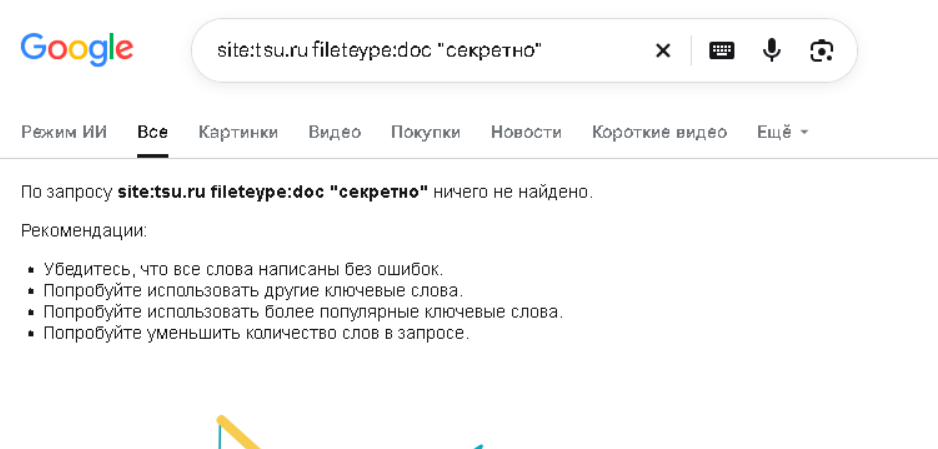 Google
site:tsu.ru fileteype:doc "секретно"
Режим ИИ Все Картинки Видео Покупки Новости Короткие видео Ещё
По запросу site:tsu.ru fileteype:doc "секретно" ничего не найдено.
Рекомендации:
Убедитесь, что все слова написаны без ошибок.
Попробуйте использовать другие ключевые слова.
Попробуйте использовать более популярные ключевые слова.
Попробуйте уменьшить количество слов в запросе.